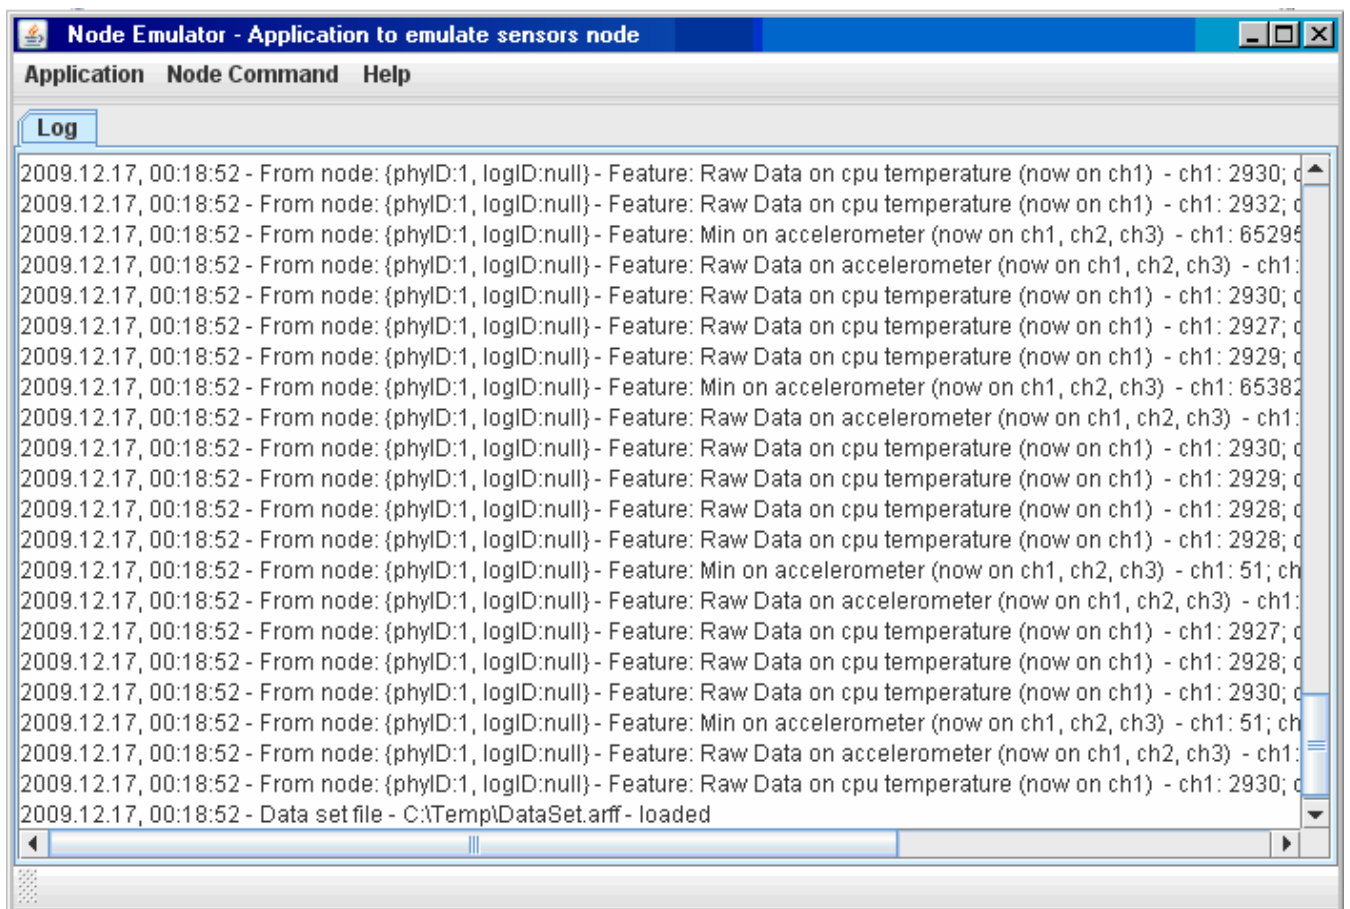 Node Emulator - Application to emulate sensors node
Application Node Command Help
Log
2009.12.17, 00:18:52 - From node: {phyID:1, logID:null} - Feature: Raw Data on cpu temperature (now on ch1) - ch1: 2930;
2009.12.17, 00:18:52 - From node: {phyID:1, logID:null} - Feature: Raw Data on cpu temperature (now on ch1) - ch1: 2932;
2009.12.17, 00:18:52 - From node: {phyID:1, logID:null} - Feature: Min on accelerometer (now on ch1, ch2, ch3) - ch1: 65295
2009.12.17, 00:18:52 - From node: {phyID:1, logID:null} - Feature: Raw Data on accelerometer (now on ch1, ch2, ch3) - ch1:
2009.12.17, 00:18:52 - From node: {phyID:1, logID:null} - Feature: Raw Data on cpu temperature (now on ch1) - ch1: 2930;
2009.12.17, 00:18:52 - From node: {phyID:1, logID:null} - Feature: Raw Data on cpu temperature (now on ch1) - ch1: 2927;
2009.12.17, 00:18:52 - From node: {phyID:1, logID:null} - Feature: Raw Data on cpu temperature (now on ch1) - ch1: 2929;
2009.12.17, 00:18:52 - From node: {phyID:1, logID:null} - Feature: Min on accelerometer (now on ch1, ch2, ch3) - ch1: 65382
2009.12.17, 00:18:52 - From node: {phyID:1, logID:null} - Feature: Raw Data on accelerometer (now on ch1, ch2, ch3) - ch1:
2009.12.17, 00:18:52 - From node: {phyID:1, logID:null} - Feature: Raw Data on cpu temperature (now on ch1) - ch1: 2930;
2009.12.17, 00:18:52 - From node: {phyID:1, logID:null} - Feature: Raw Data on cpu temperature (now on ch1) - ch1: 2929;
2009.12.17, 00:18:52 - From node: {phyID:1, logID:null} - Feature: Raw Data on cpu temperature (now on ch1) - ch1: 2928;
2009.12.17, 00:18:52 - From node: {phyID:1, logID:null} - Feature: Raw Data on cpu temperature (now on ch1) - ch1: 2928;
2009.12.17, 00:18:52 - From node: {phyID:1, logID:null} - Feature: Min on accelerometer (now on ch1, ch2, ch3) - ch1: 51; ch
2009.12.17, 00:18:52 - From node: {phyID:1, logID:null} - Feature: Raw Data on accelerometer (now on ch1, ch2, ch3) - ch1:
2009.12.17, 00:18:52 - From node: {phyID:1, logID:null} - Feature: Raw Data on cpu temperature (now on ch1) - ch1: 2927;
2009.12.17, 00:18:52 - From node: {phyID:1, logID:null} - Feature: Raw Data on cpu temperature (now on ch1) - ch1: 2928;
2009.12.17, 00:18:52 - From node: {phyID:1, logID:null} - Feature: Raw Data on cpu temperature (now on ch1) - ch1: 2930;
2009.12.17, 00:18:52 - From node: {phyID:1, logID:null} - Feature: Min on accelerometer (now on ch1, ch2, ch3) - ch1: 51; ch
2009.12.17, 00:18:52 - From node: {phyID:1, logID:null} - Feature: Raw Data on accelerometer (now on ch1, ch2, ch3) - ch1:
2009.12.17, 00:18:52 - From node: {phyID:1, logID:null} - Feature: Raw Data on cpu temperature (now on ch1) - ch1: 2930;
2009.12.17, 00:18:52 - Data set file - C:\Temp\DataSet.arff - loaded